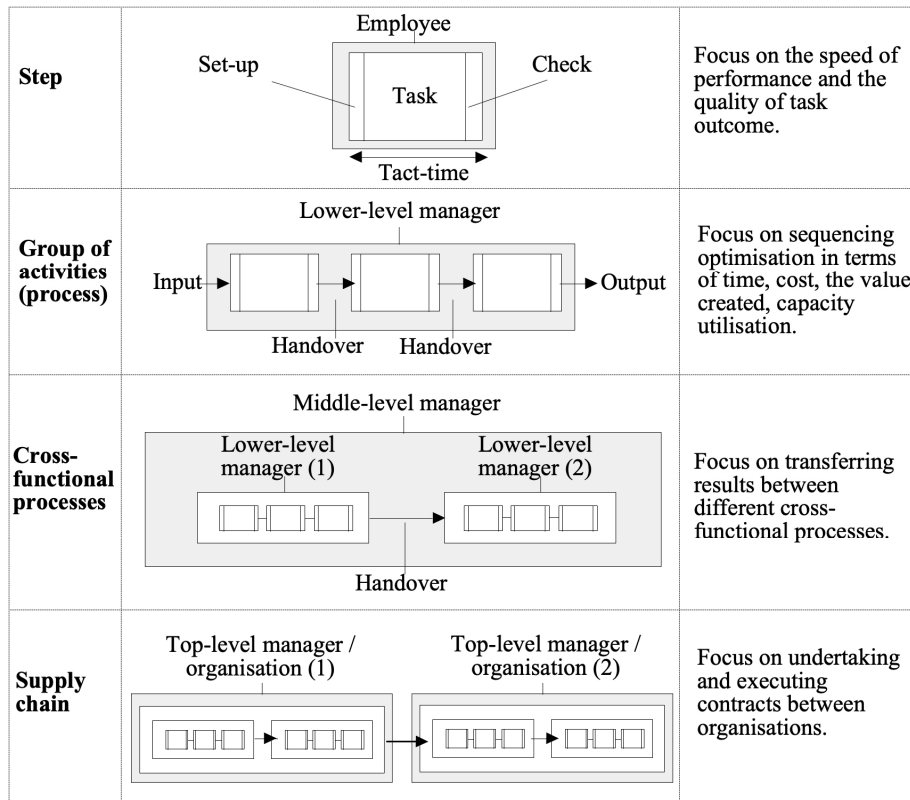 Step
Employee
Set-up
Check
Task
Tact-time
Focus on the speed of
performance and the
quality of task
outcome.
Group of
activities
(process)
Lower-level manager
Input
Output
Handover
Handover
Focus on sequencing
optimisation in terms
of time, cost, the value
created, capacity
utilisation.
Cross-
functional
processes
Middle-level manager
Lower-level
manager (1)
Lower-level
manager (2)
Handover
Focus on transferring
results between
different cross-
functional processes.
Supply
chain
Top-level manager /
organisation (1)
Top-level manager /
organisation (2)
Focus on undertaking
and executing
contracts between
organisations.